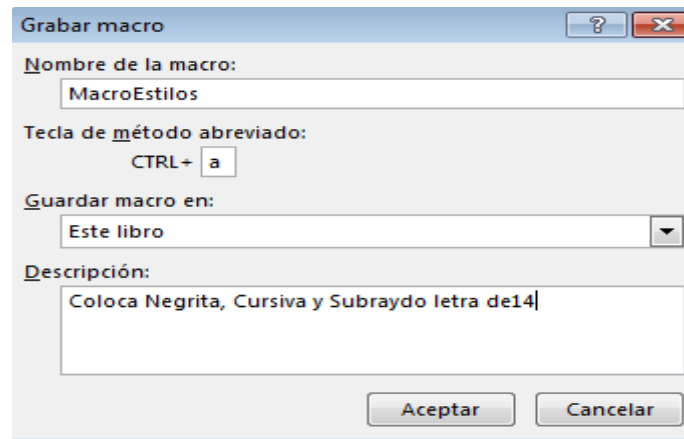 Grabar macro
Nombre de la macro:
MacroEstilos
Tecla de método abreviado:
CTRL+ a
Guardar macro en:
Este libro
Descripción:
Coloca Negrita, Cursiva y Subraydo letra de14
Aceptar Cancelar